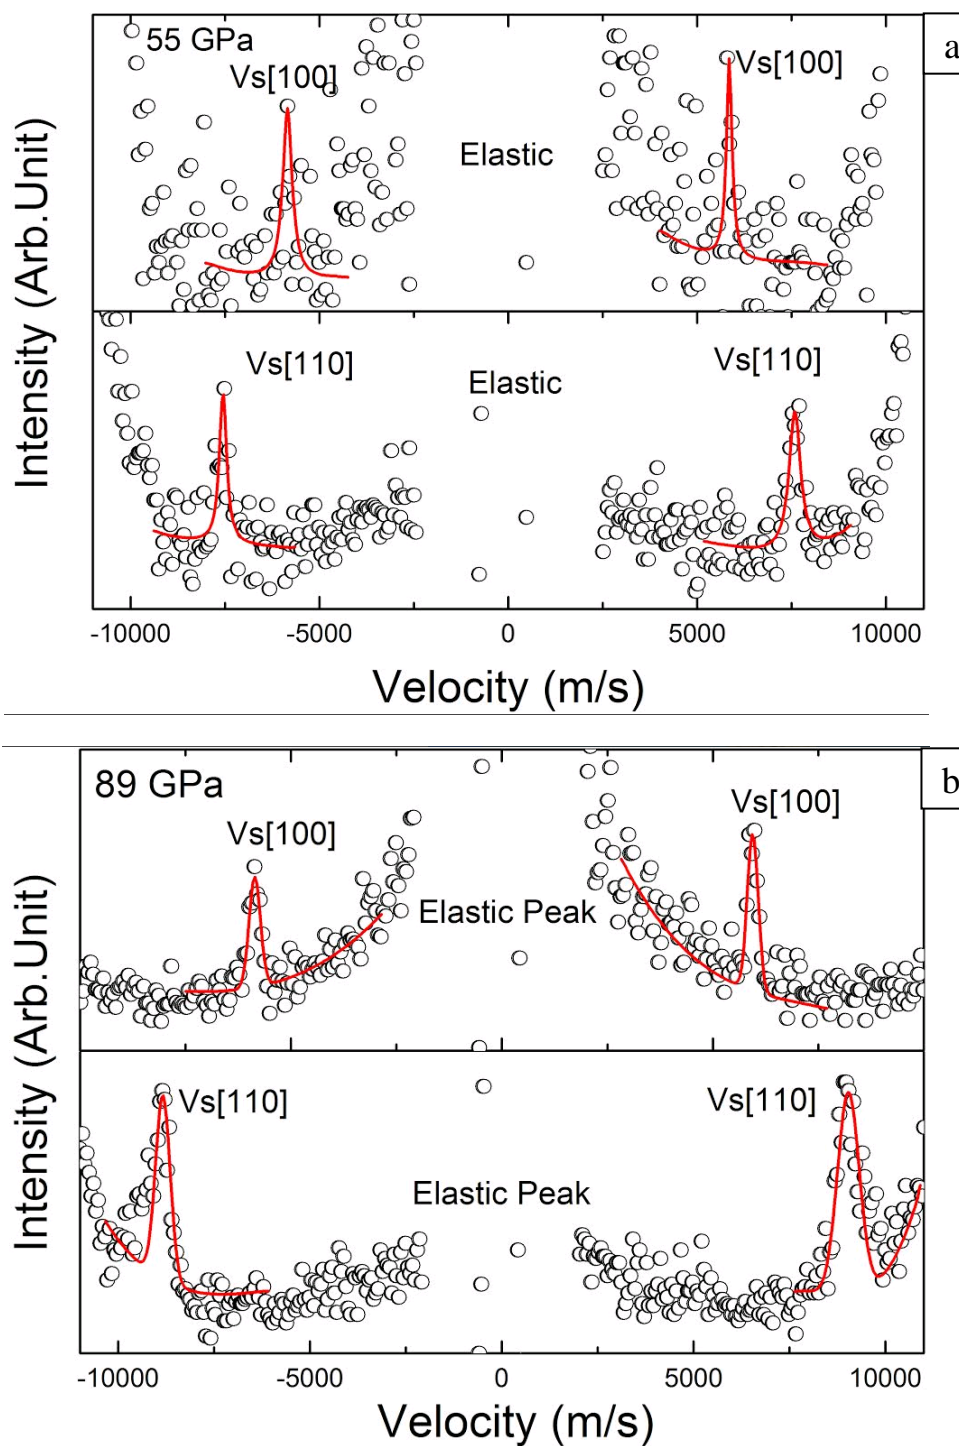 55 GPa
a
Vs[100]
Vs[100]
Elastic
Intensity (Arb.Unit)
Vs[110]
Vs[110]
Elastic
-10000 -5000 0 5000 10000
Velocity (m/s)
89 GPa
b
Vs[100]
Vs[100]
Elastic Peak
Intensity (Arb.Unit)
Vs[110]
Vs[110]
Elastic Peak
-10000 -5000 0 5000 10000
Velocity (m/s)